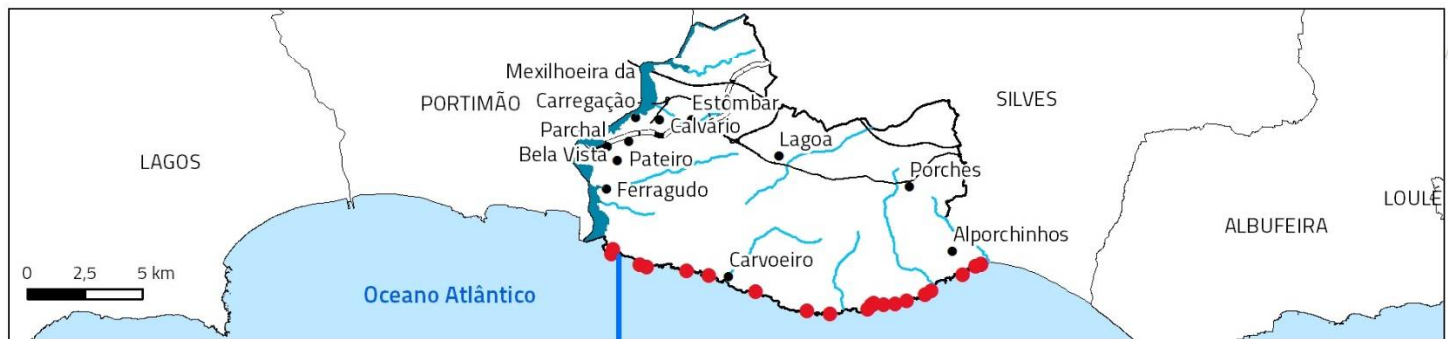 Mexilhoeira da
Carregação
PORTIMÃO
Estômbar
SILVES
Parchal
Calvário
Lagoa
Bela Vista
Pateiro
LAGOS
Porches
Ferragudo
LOULÉ
ALBUFEIRA
Alporchinhos
Carvoeiro
0 2,5 5 km
Oceano Atlântico